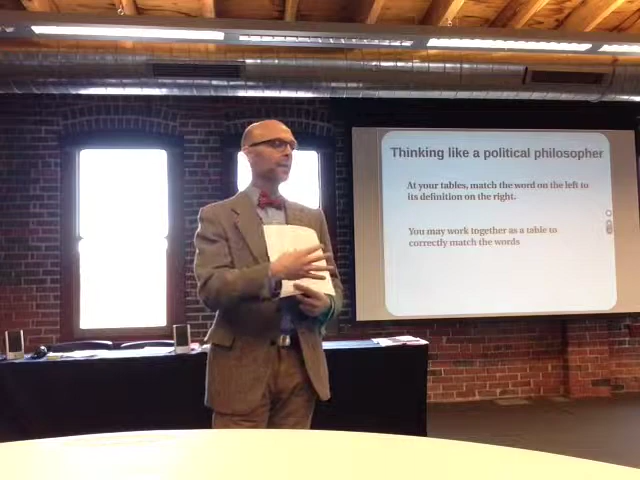 Thinking like a political philosopher
At your tables, match the word on the left to
its definition on the right.
You may work together as a table to
correctly match the words